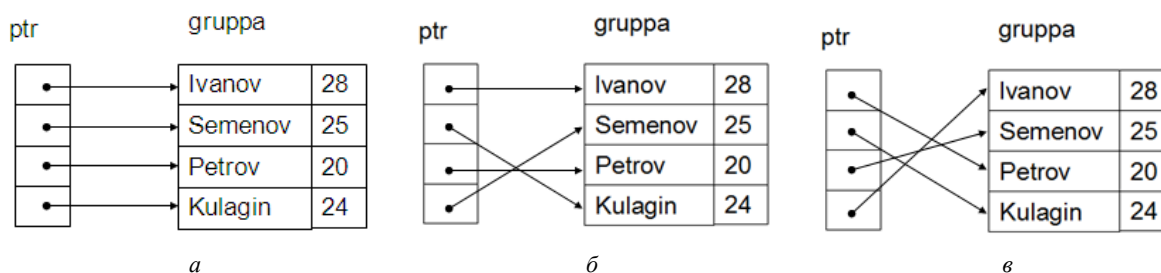 ptr gruppa
Ivanov 28
Semenov 25
Petrov 20
Kulagin 24
а
ptr gruppa
Ivanov 28
Semenov 25
Petrov 20
Kulagin 24
б
ptr gruppa
Ivanov 28
Semenov 25
Petrov 20
Kulagin 24
в